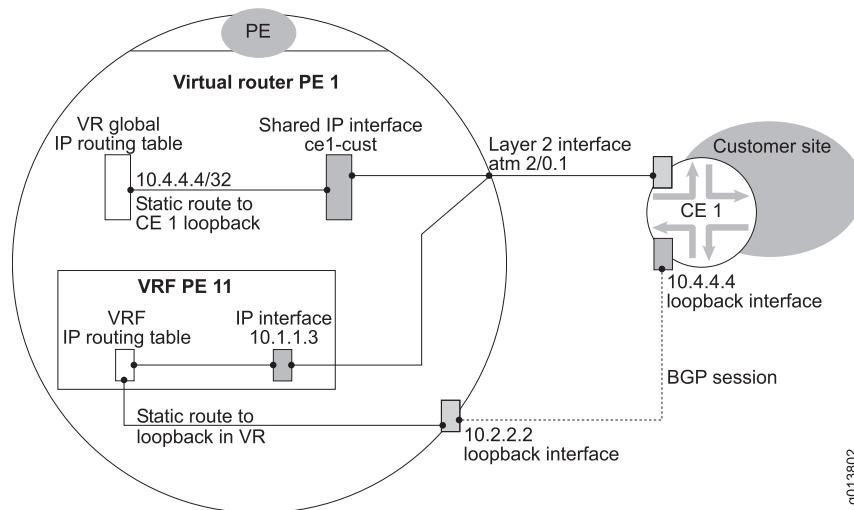 PE
Virtual router PE 1
VR global
IP routing table
Shared IP interface
ce1-cust
Layer 2 interface
atm 2/0.1
Customer site
10.4.4.4/32
Static route to
CE 1 loopback
CE 1
VRF PE 11
VRF
IP routing table
IP interface
10.1.1.3
10.4.4.4
loopback interface
BGP session
Static route to
loopback in VR
10.2.2.2
loopback interface
g013802